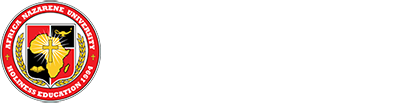 AFRICA NAZARENE UNIVERSITY
HOLINESS EDUCATION 1994